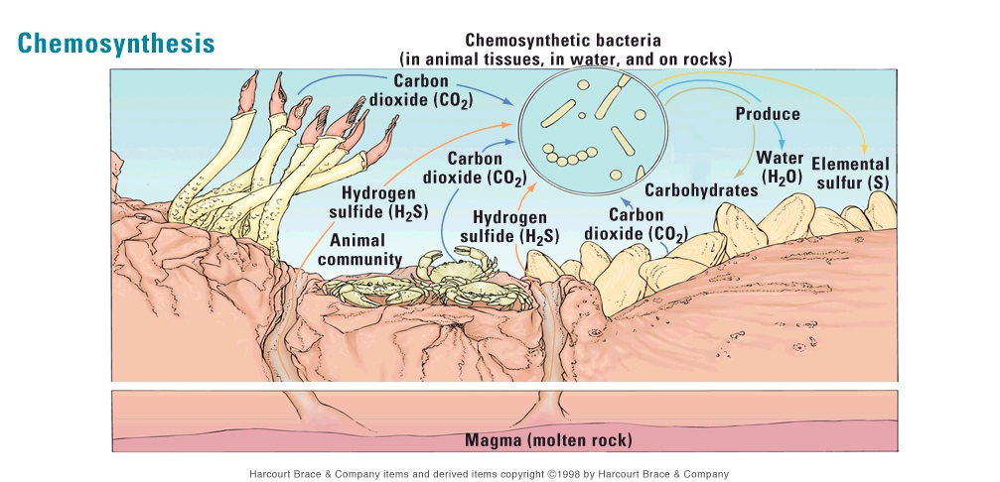 Chemosynthesis
Chemosynthetic bacteria
(in animal tissues, in water, and on rocks)
Carbon
dioxide (CO₂)
Produce
Carbon
dioxide (CO₂)
Water
(H₂O)
Elemental
sulfur (S)
Carbohydrates
Hydrogen
sulfide (H₂S)
Hydrogen
sulfide (H₂S)
Carbon
dioxide (CO₂)
Animal
community
Magma (molten rock)
Harcourt Brace & Company items and derived items copyright ©1998 by Harcourt Brace & Company